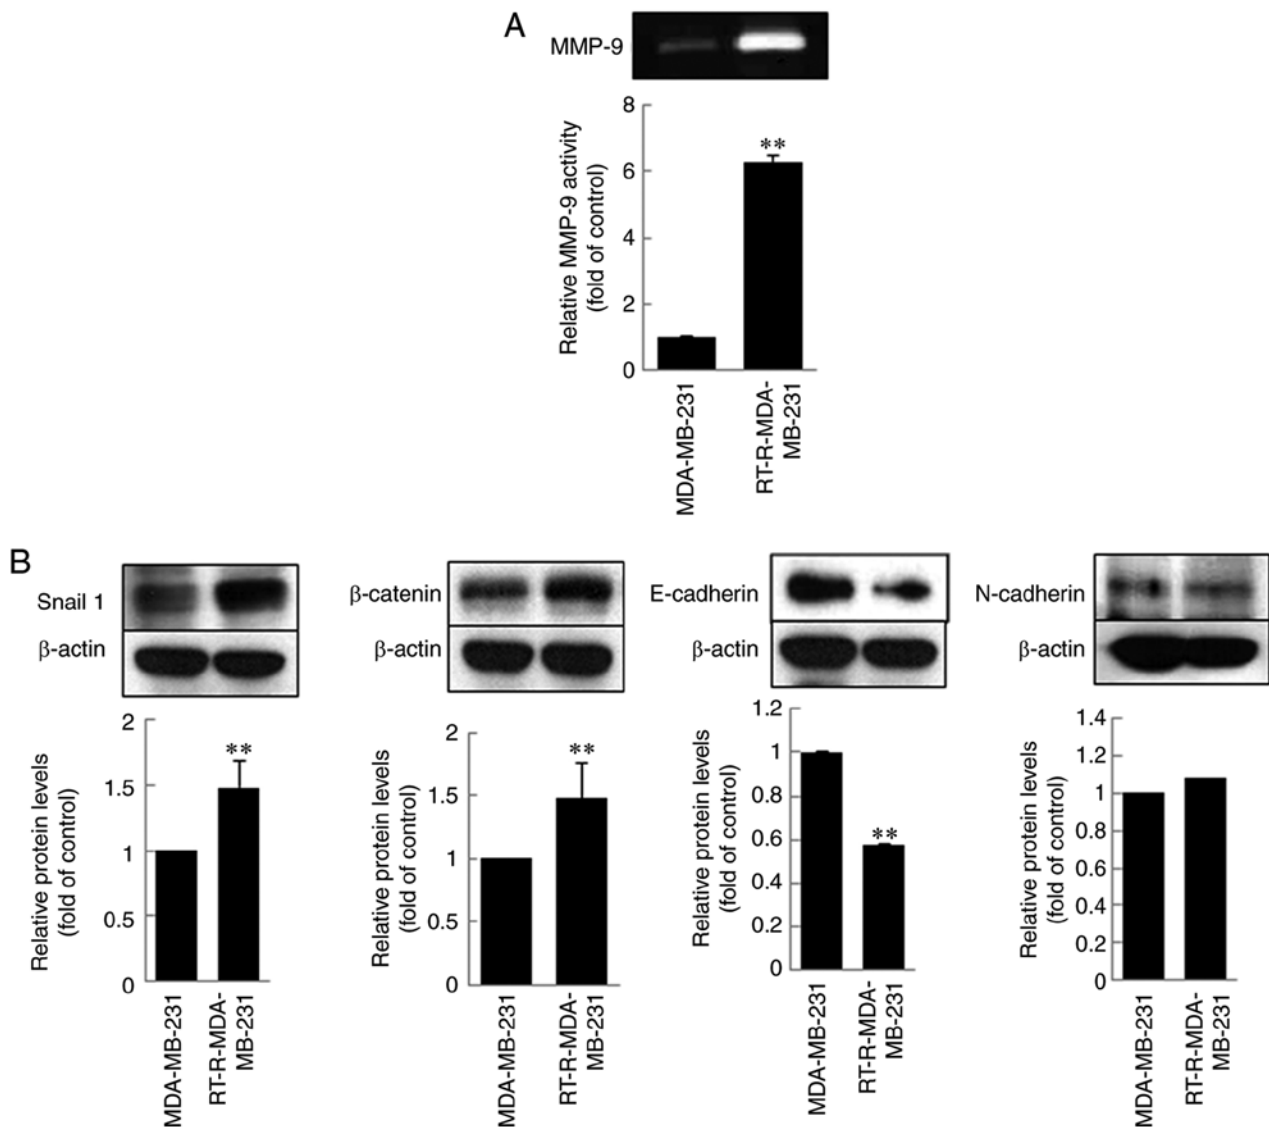 A
MMP-9
8
6
4
2
0
**
Relative MMP-9 activity
(fold of control)
MDA-MB-231
RT-R-MDA-
MB-231
B
Snail 1
β-actin
2
1.5
1
0.5
0
**
Relative protein levels
(fold of control)
MDA-MB-231
RT-R-MDA-
MB-231
β-catenin
β-actin
2
1.5
1
0.5
0
**
Relative protein levels
(fold of control)
MDA-MB-231
RT-R-MDA-
MB-231
E-cadherin
β-actin
1.2
1
0.8
0.6
0.4
0.2
0
**
Relative protein levels
(fold of control)
MDA-MB-231
RT-R-MDA-
MB-231
N-cadherin
β-actin
1.4
1.2
1
0.8
0.6
0.4
0.2
0
Relative protein levels
(fold of control)
MDA-MB-231
RT-R-MDA-
MB-231